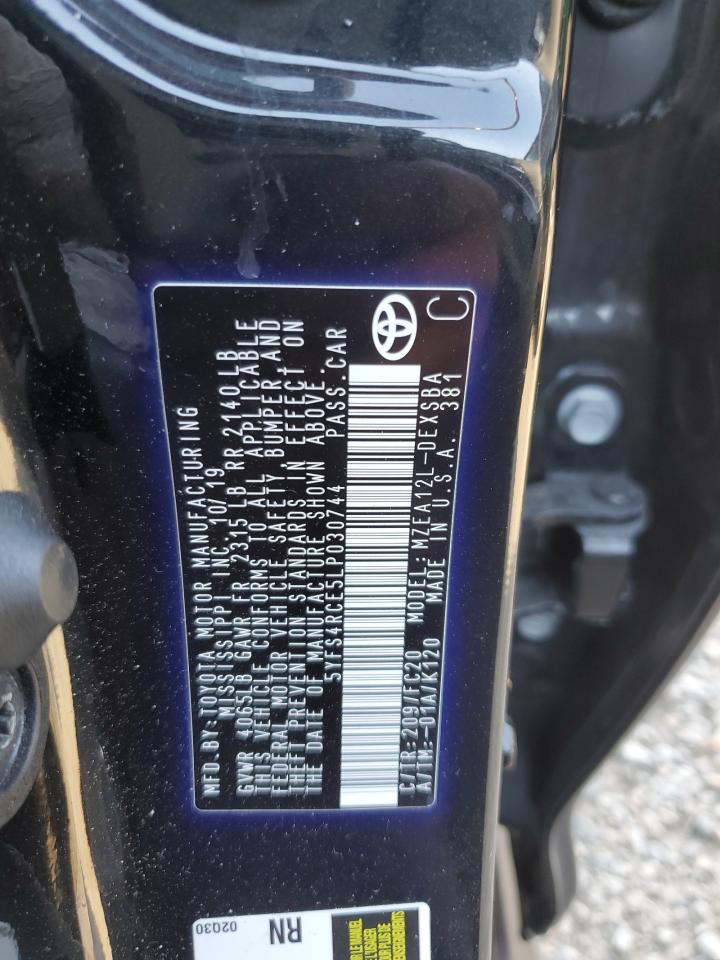 MFD. BY: TOYOTA MOTOR MANUFACTURING
MISSISSIPPI INC. 10/19
GVWR 4065LB GAWR FR 2315 LB RR 2140 LB
THIS VEHICLE CONFORMS TO ALL APPLICABLE
FEDERAL MOTOR VEHICLE SAFETY, BUMPER, AND
THEFT PREVENTION STANDARDS IN EFFECT ON
THE DATE OF MANUFACTURE SHOWN ABOVE.
5YFS4RCE5LP030744 PASS. CAR
C/TR: 209/FC20 MODEL: MZEA12L-DEXSBA
A/TM: -01A/K120 MADE IN U.S.A. 381
C
02Q30
RN